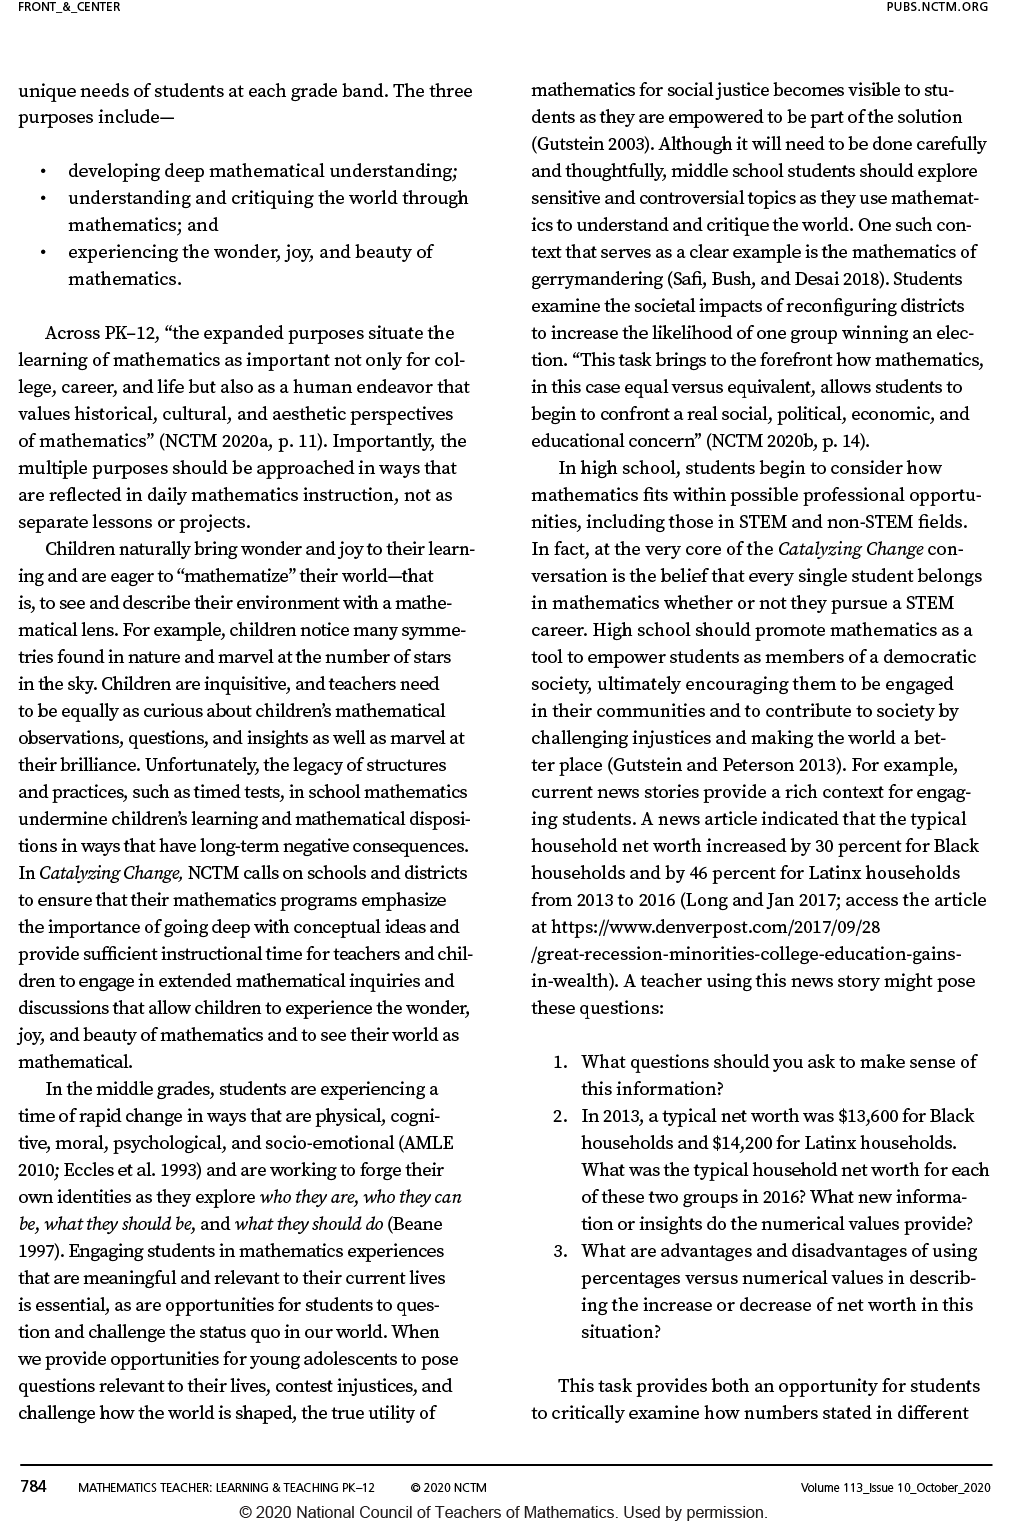 FRONT_&_CENTER
PUBS.NCTM.ORG
unique needs of students at each grade band. The three
purposes include—
• developing deep mathematical understanding;
• understanding and critiquing the world through
mathematics; and
• experiencing the wonder, joy, and beauty of
mathematics.
Across PK–12, “the expanded purposes situate the
learning of mathematics as important not only for col-
lege, career, and life but also as a human endeavor that
values historical, cultural, and aesthetic perspectives
of mathematics” (NCTM 2020a, p. 11). Importantly, the
multiple purposes should be approached in ways that
are reflected in daily mathematics instruction, not as
separate lessons or projects.
Children naturally bring wonder and joy to their learn-
ing and are eager to “mathematize” their world—that
is, to see and describe their environment with a mathe-
matical lens. For example, children notice many symme-
tries found in nature and marvel at the number of stars
in the sky. Children are inquisitive, and teachers need
to be equally as curious about children’s mathematical
observations, questions, and insights as well as marvel at
their brilliance. Unfortunately, the legacy of structures
and practices, such as timed tests, in school mathematics
undermine children’s learning and mathematical disposi-
tions in ways that have long-term negative consequences.
In Catalyzing Change, NCTM calls on schools and districts
to ensure that their mathematics programs emphasize
the importance of going deep with conceptual ideas and
provide sufficient instructional time for teachers and chil-
dren to engage in extended mathematical inquiries and
discussions that allow children to experience the wonder,
joy, and beauty of mathematics and to see their world as
mathematical.
In the middle grades, students are experiencing a
time of rapid change in ways that are physical, cogni-
tive, moral, psychological, and socio-emotional (AMLE
2010; Eccles et al. 1993) and are working to forge their
own identities as they explore who they are, who they can
be, what they should be, and what they should do (Beane
1997). Engaging students in mathematics experiences
that are meaningful and relevant to their current lives
is essential, as are opportunities for students to ques-
tion and challenge the status quo in our world. When
we provide opportunities for young adolescents to pose
questions relevant to their lives, contest injustices, and
challenge how the world is shaped, the true utility of
mathematics for social justice becomes visible to stu-
dents as they are empowered to be part of the solution
(Gutstein 2003). Although it will need to be done carefully
and thoughtfully, middle school students should explore
sensitive and controversial topics as they use mathemat-
ics to understand and critique the world. One such con-
text that serves as a clear example is the mathematics of
gerrymandering (Safi, Bush, and Desai 2018). Students
examine the societal impacts of reconfiguring districts
to increase the likelihood of one group winning an elec-
tion. “This task brings to the forefront how mathematics,
in this case equal versus equivalent, allows students to
begin to confront a real social, political, economic, and
educational concern” (NCTM 2020b, p. 14).
In high school, students begin to consider how
mathematics fits within possible professional opportu-
nities, including those in STEM and non-STEM fields.
In fact, at the very core of the Catalyzing Change con-
versation is the belief that every single student belongs
in mathematics whether or not they pursue a STEM
career. High school should promote mathematics as a
tool to empower students as members of a democratic
society, ultimately encouraging them to be engaged
in their communities and to contribute to society by
challenging injustices and making the world a bet-
ter place (Gutstein and Peterson 2013). For example,
current news stories provide a rich context for engag-
ing students. A news article indicated that the typical
household net worth increased by 30 percent for Black
households and by 46 percent for Latinx households
from 2013 to 2016 (Long and Jan 2017; access the article
at https://www.denverpost.com/2017/09/28
/great-recession-minorities-college-education-gains-
in-wealth). A teacher using this news story might pose
these questions:
1. What questions should you ask to make sense of
this information?
2. In 2013, a typical net worth was $13,600 for Black
households and $14,200 for Latinx households.
What was the typical household net worth for each
of these two groups in 2016? What new informa-
tion or insights do the numerical values provide?
3. What are advantages and disadvantages of using
percentages versus numerical values in describ-
ing the increase or decrease of net worth in this
situation?
This task provides both an opportunity for students
to critically examine how numbers stated in different
784 MATHEMATICS TEACHER: LEARNING & TEACHING PK–12 © 2020 NCTM
Volume 113_Issue 10_October_2020
© 2020 National Council of Teachers of Mathematics. Used by permission.